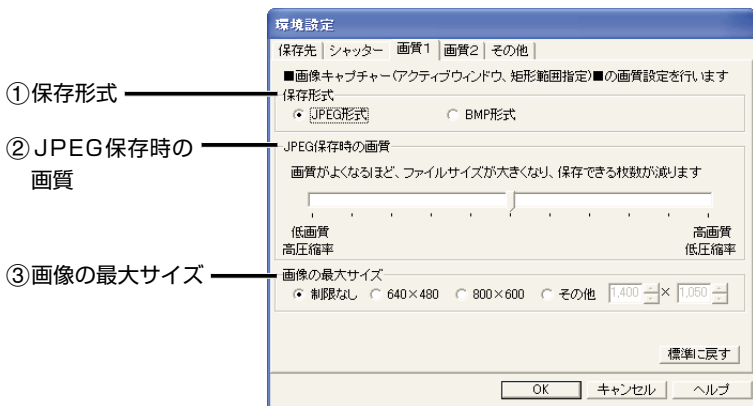 環境設定
保存先 シャッター 画質1 画質2 その他
■画像キャプチャー(アクティブウィンドウ、矩形範囲指定)■の画質設定を行います
①保存形式
保存形式
JPEG形式 BMP形式
②JPEG保存時の
画質
JPEG保存時の画質
画質がよくなるほど、ファイルサイズが大きくなり、保存できる枚数が減ります
低画質 高画質
高圧縮率 低圧縮率
③画像の最大サイズ
画像の最大サイズ
制限なし 640×480 800×600 その他 1,400 × 1,050
標準に戻す
OK キャンセル ヘルプ